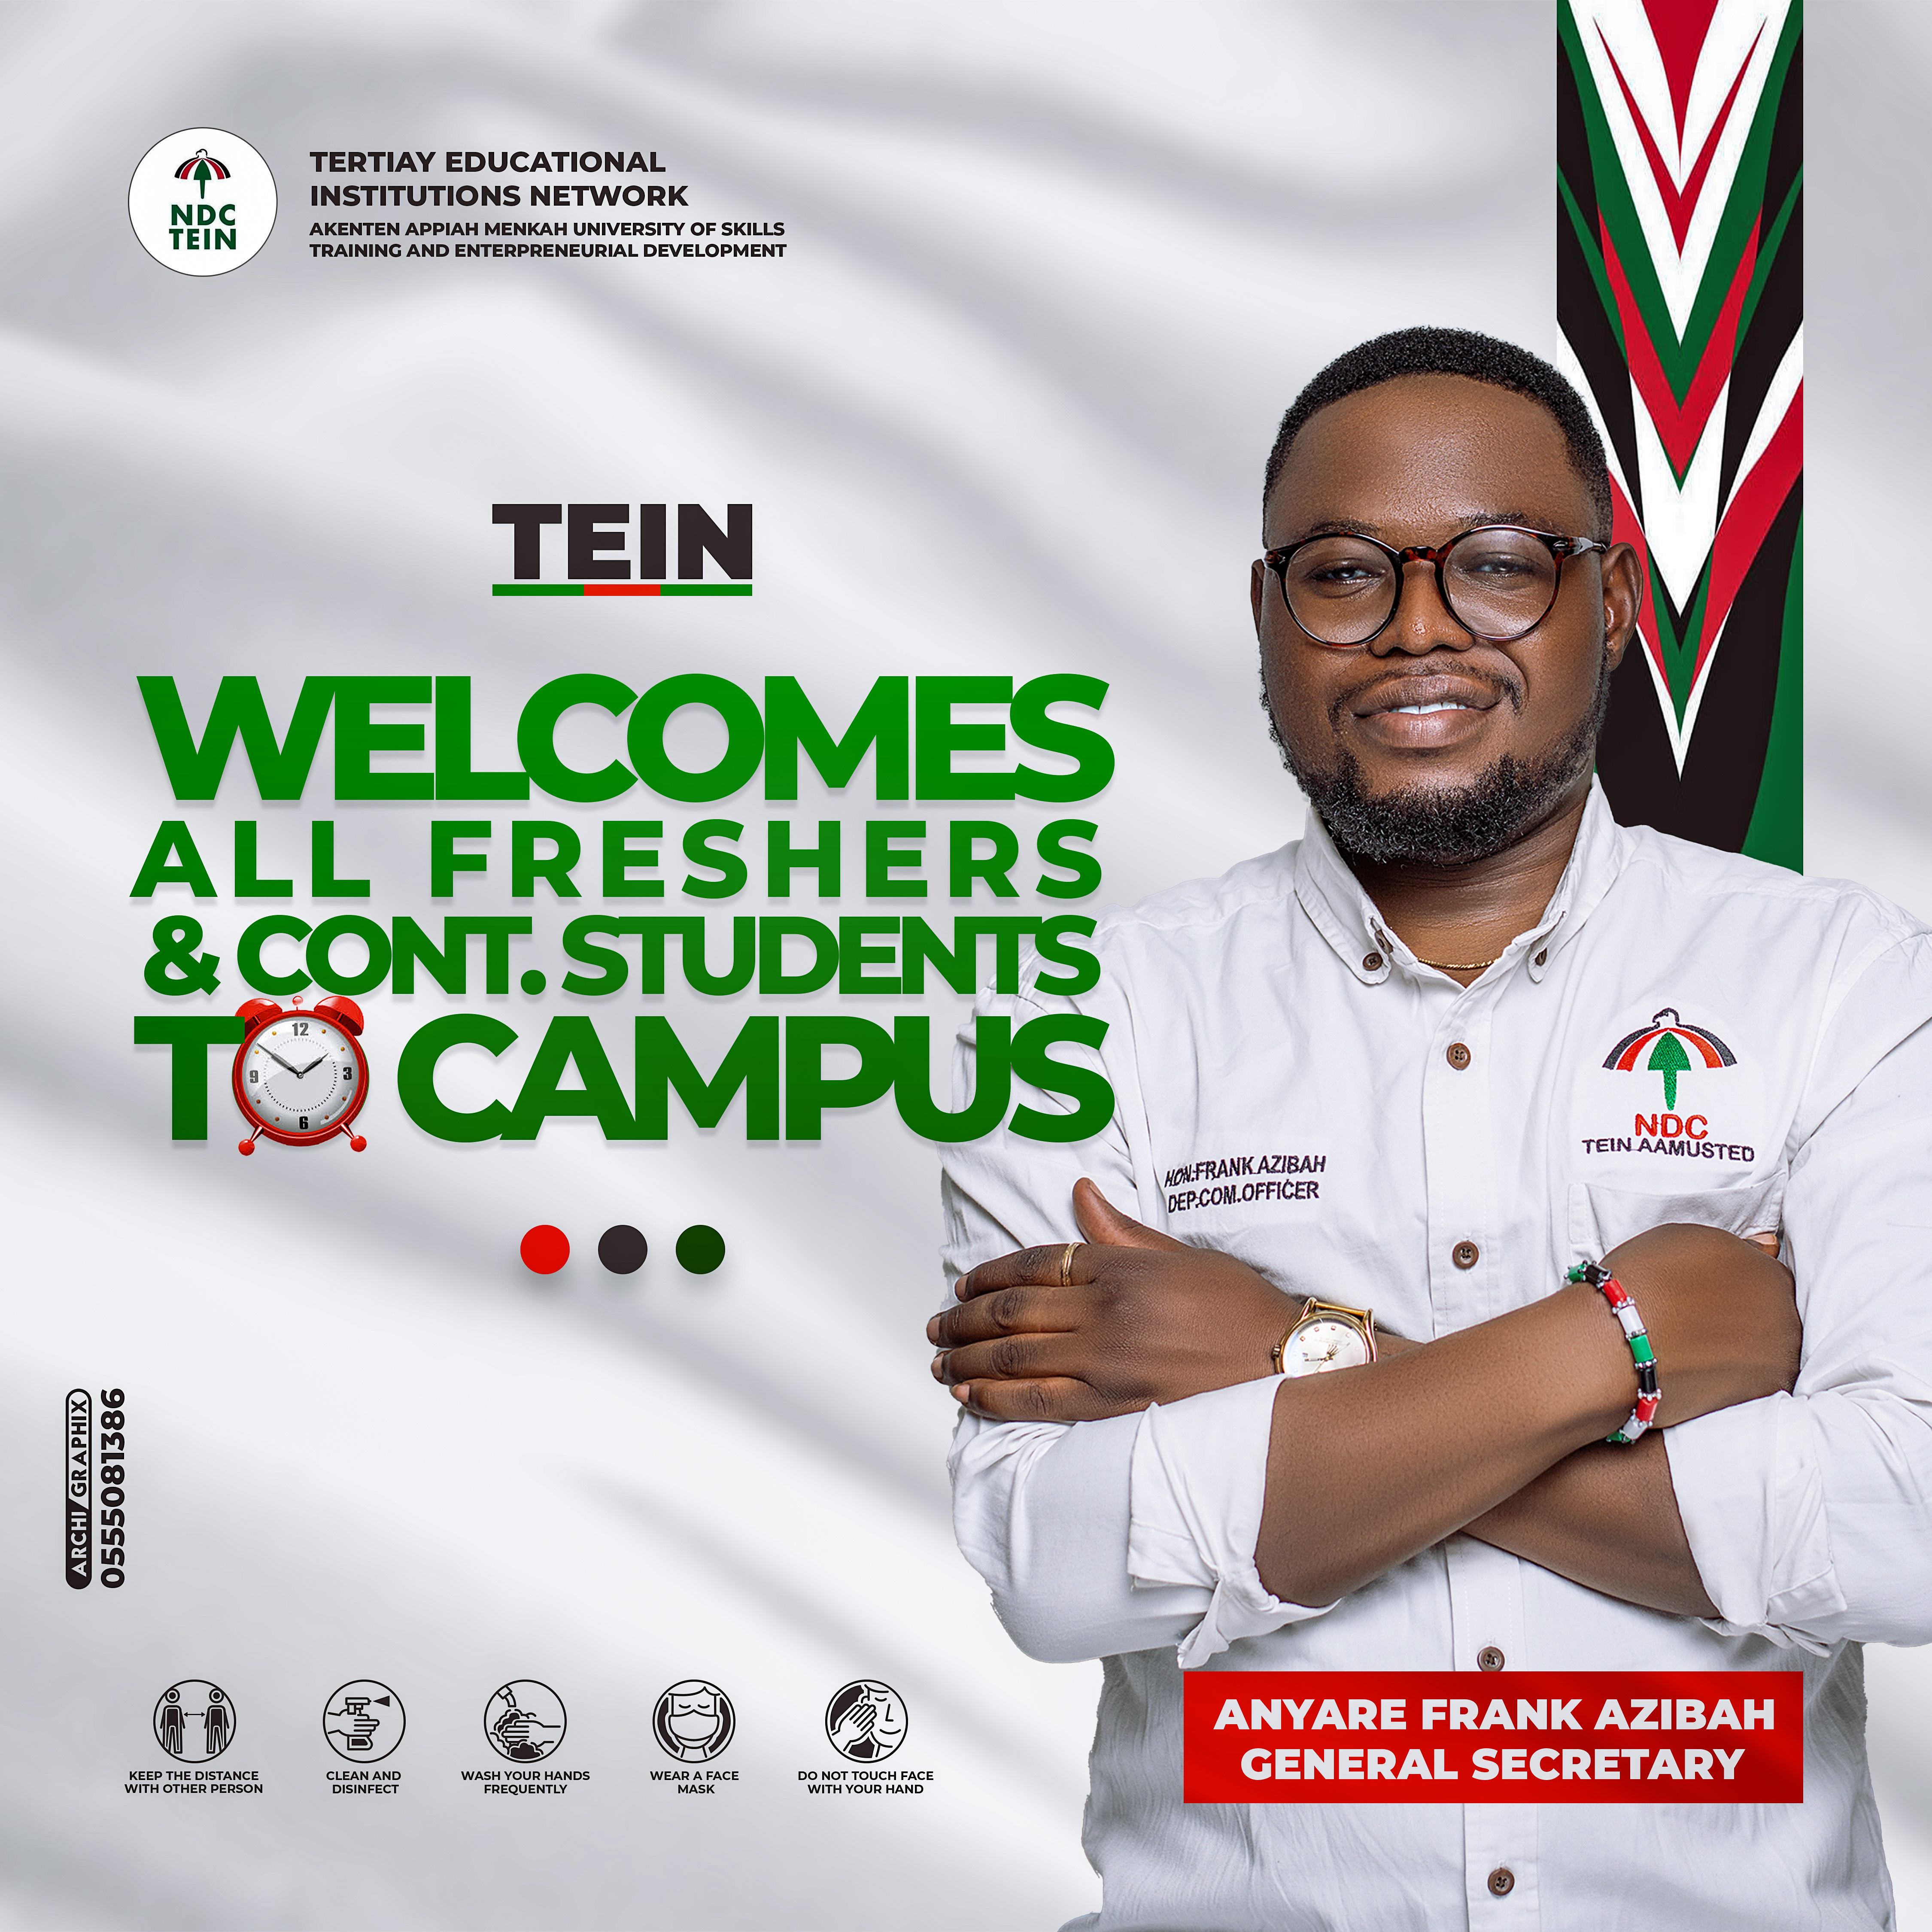 NDC
TEIN
TERTIAY EDUCATIONAL
INSTITUTIONS NETWORK
AKENTEN APPIAH MENKAH UNIVERSITY OF SKILLS
TRAINING AND ENTERPRENEURIAL DEVELOPMENT
TEIN
WELCOMES
ALL FRESHERS
& CONT. STUDENTS
TO CAMPUS
12
3
6
9
NDC
TEIN AAMUSTED
HON.FRANK AZIBAH
DEP.COM.OFFICER
ARCHI/GRAPHIX
0555081386
KEEP THE DISTANCE
WITH OTHER PERSON
CLEAN AND
DISINFECT
WASH YOUR HANDS
FREQUENTLY
WEAR A FACE
MASK
DO NOT TOUCH FACE
WITH YOUR HAND
ANYARE FRANK AZIBAH
GENERAL SECRETARY